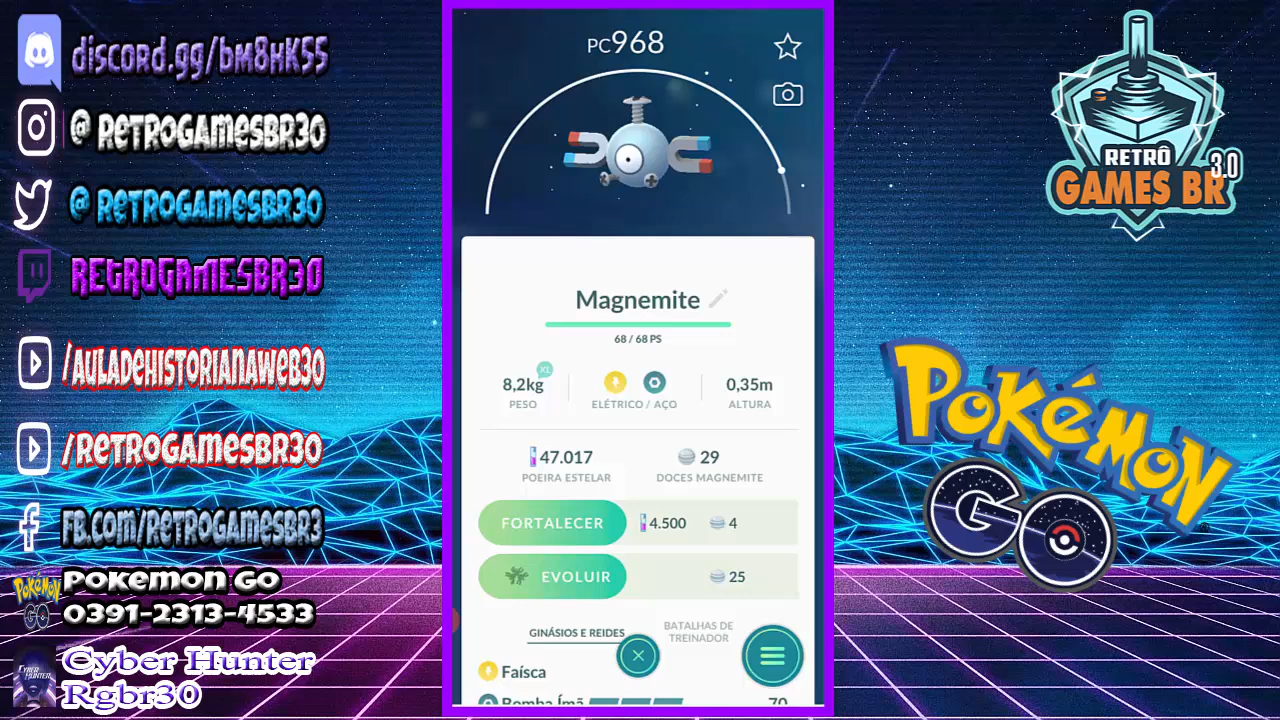 discord.gg/bm8hK55
@ RetroGamesBR30
@ RetroGamesBR30
RetroGamesBR30
/AulaDeHistoriaNaWeb30
/RetroGamesBR30
FB.com/RetroGamesBR3
Pokemon Go
0391-2313-4533
Cyber Hunter
Rgbr30
CYBER HUNTER
PC968
Magnemite
68 / 68 PS
XL
8,2kg
PESO
ELÉTRICO / AÇO
0,35m
ALTURA
47.017
POEIRA ESTELAR
29
DOCES MAGNEMITE
FORTALECER
4.500
4
EVOLUIR
25
GINÁSIOS E REIDES
BATALHAS DE
TREINADOR
Faísca
Bomba Ímã
70
RETRÔ
GAMES BR
3.0
POKÉMON
GO